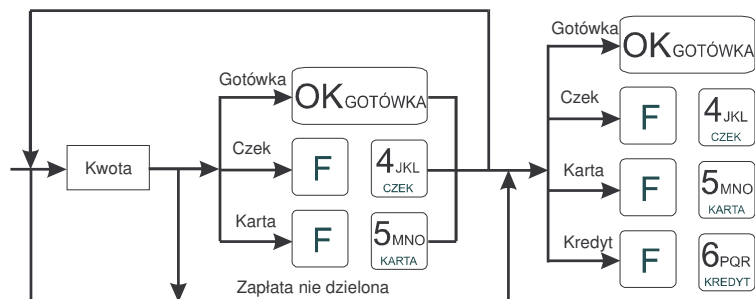 Gotówka
OK GOTÓWKA
Czek
F 4 JKL CZEK
Kwota
Karta
F 5 MNO KARTA
Zapłata nie dzielona
Gotówka
OK GOTÓWKA
Czek
F 4 JKL CZEK
Karta
F 5 MNO KARTA
Kredyt
F 6 PQR KREDYT